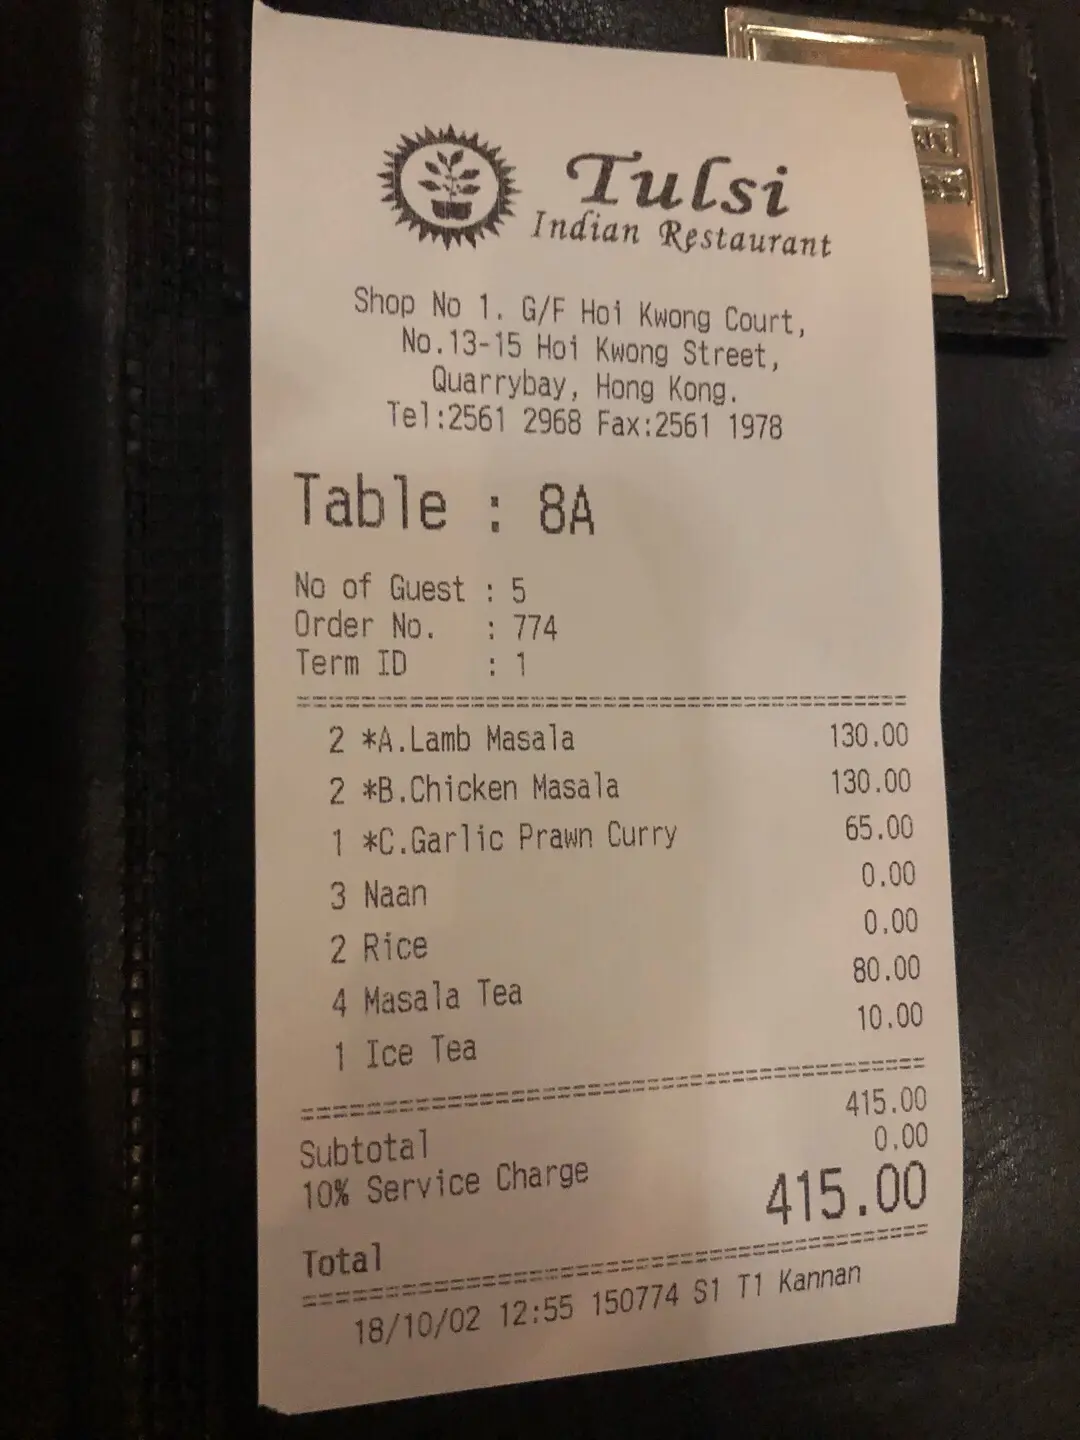 Tulsi
Indian Restaurant
Shop No 1. G/F Hoi Kwong Court,
No.13-15 Hoi Kwong Street,
Quarrybay, Hong Kong.
Tel:2561 2968 Fax:2561 1978
Table : 8A
No of Guest : 5
Order No. : 774
Term ID : 1
2 *A.Lamb Masala 130.00
2 *B.Chicken Masala 130.00
1 *C.Garlic Prawn Curry 65.00
3 Naan 0.00
2 Rice 0.00
4 Masala Tea 80.00
1 Ice Tea 10.00
Subtotal 415.00
10% Service Charge 0.00
Total 415.00
18/10/02 12:55 150774 S1 T1 Kannan